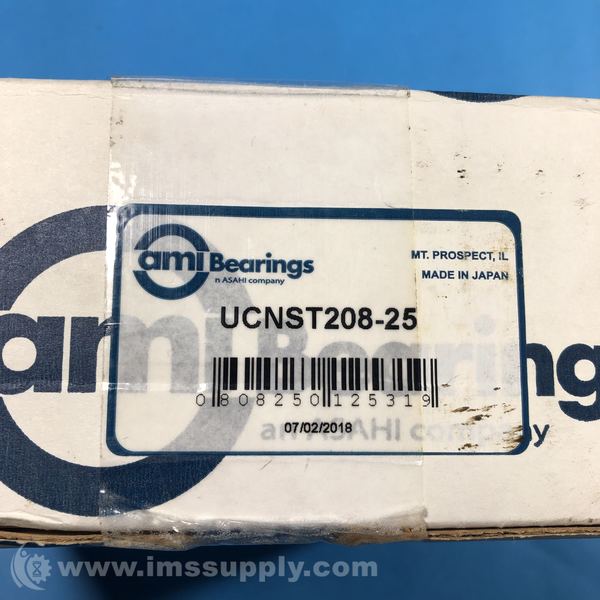 ami Bearings
an ASAHI company
MT. PROSPECT, IL
MADE IN JAPAN
UCNST208-25
0 808250 125319
07/02/2018
ami Bearings
an ASAHI company
www.imssupply.com